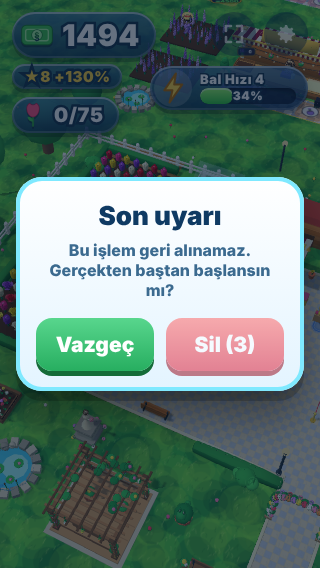 1494
★8 +130%
Bal Hızı 4
34%
0/75
Son uyarı
Bu işlem geri alınamaz.
Gerçekten baştan başlansın
mı?
Vazgeç
Sil (3)